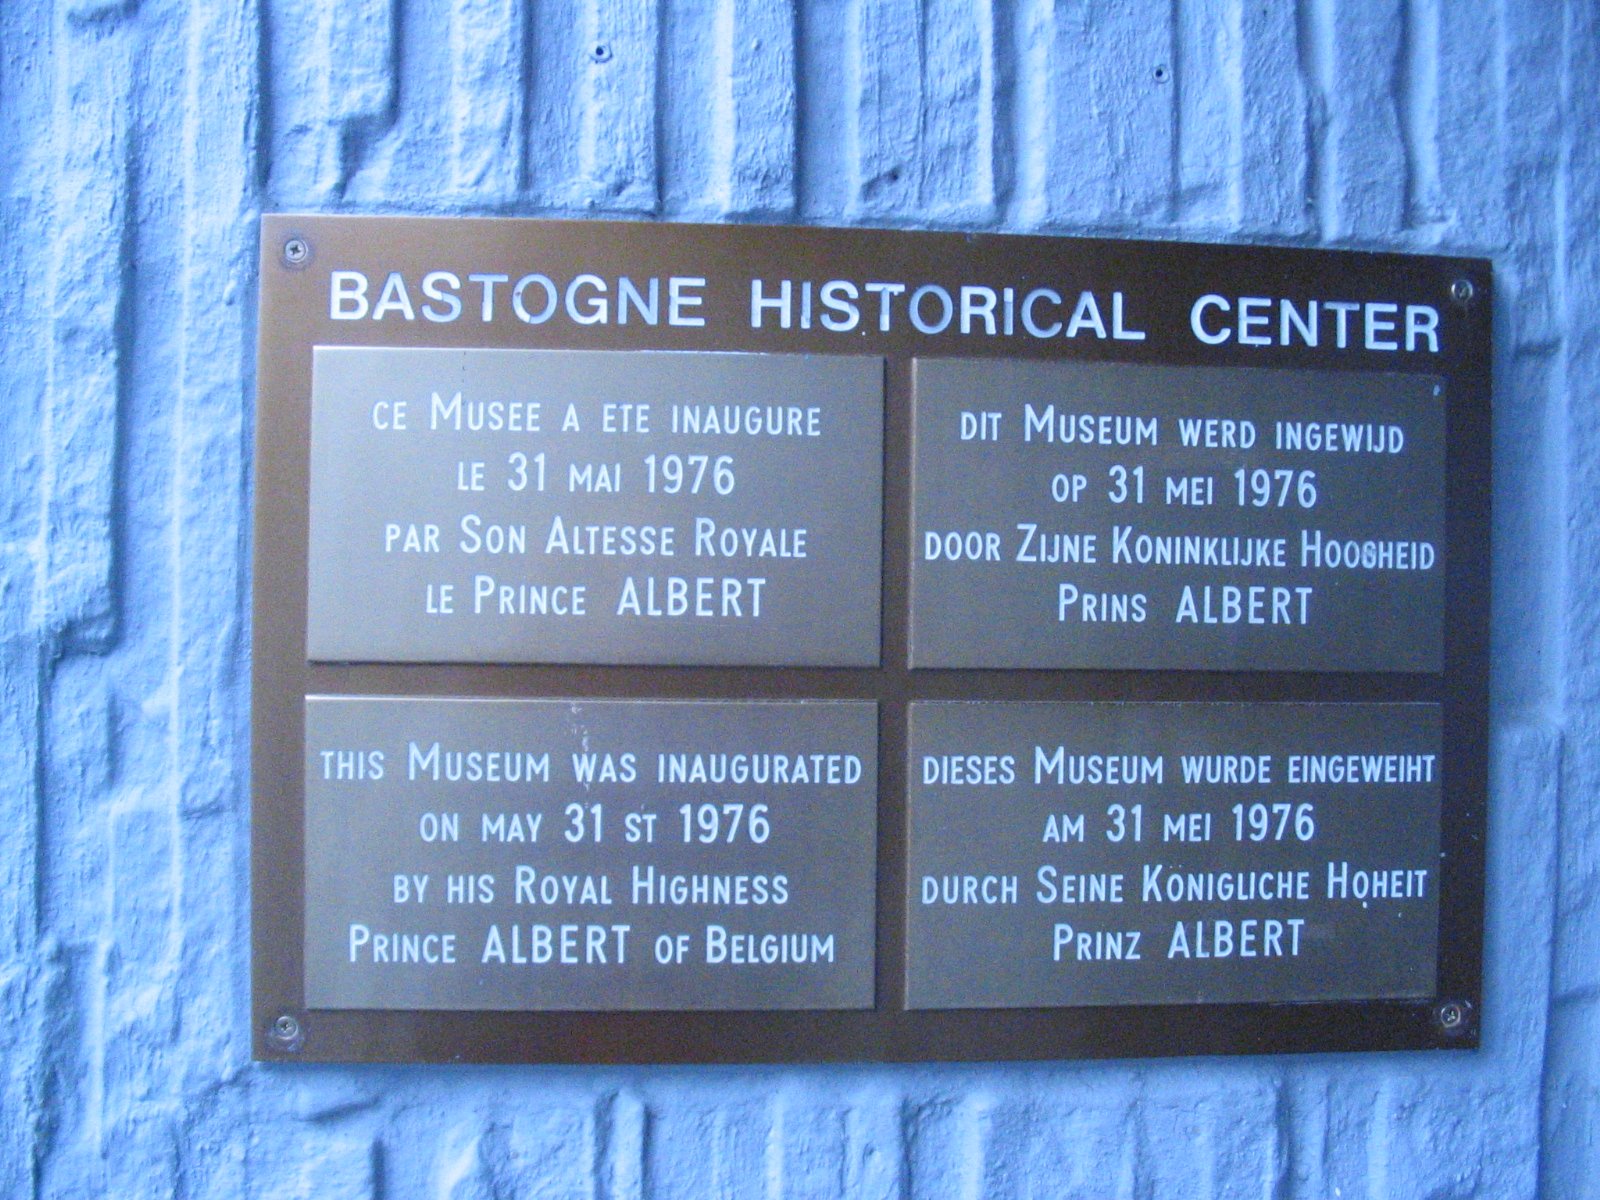 BASTOGNE HISTORICAL CENTER
CE MUSEE A ETE INAUGURE
LE 31 MAI 1976
PAR SON ALTESSE ROYALE
LE PRINCE ALBERT
DIT MUSEUM WERD INGEWIJD
OP 31 MEI 1976
DOOR ZIJNE KONINKLIJKE HOOGHEID
PRINS ALBERT
THIS MUSEUM WAS INAUGURATED
ON MAY 31 ST 1976
BY HIS ROYAL HIGHNESS
PRINCE ALBERT OF BELGIUM
DIESES MUSEUM WURDE EINGEWEIHT
AM 31 MEI 1976
DURCH SEINE KÖNIGLICHE HOHEIT
PRINZ ALBERT